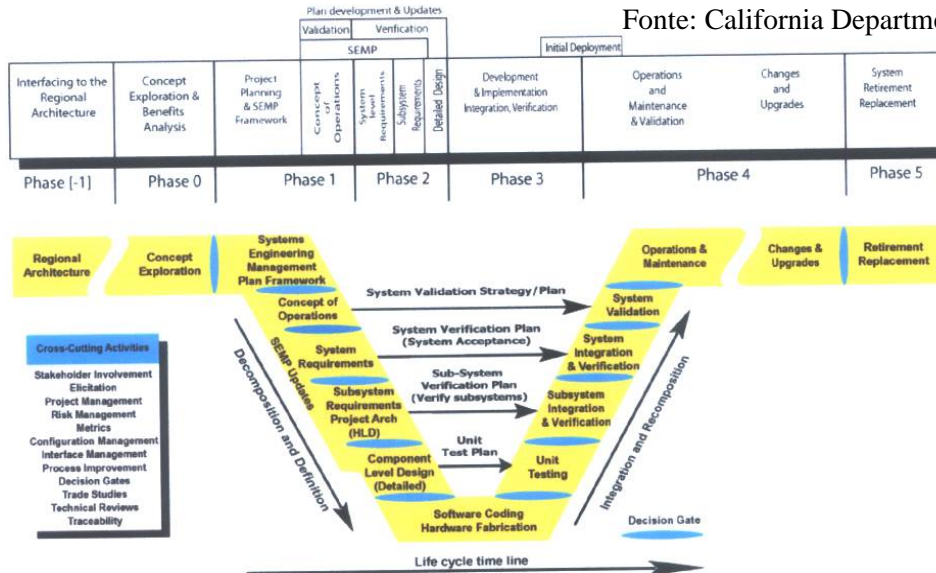 Fonte: California Departme
Plan development & Updates
Validation
Verification
SEMP
Initial Deployment
Interfacing to the
Regional
Architecture
Concept
Exploration &
Benefits
Analysis
Project
Planning
& SEMP
Framework
Concept
of
Operations
System
level
Requirements
Subsystem
Requirements
Detailed Design
Development
& Implementation
Integration, Verification
Operations
and
Maintenance
& Validation
Changes
and
Upgrades
System
Retirement
Replacement
Phase [-1]
Phase 0
Phase 1
Phase 2
Phase 3
Phase 4
Phase 5
Regional
Architecture
Concept
Exploration
Systems
Engineering
Management
Plan Framework
Operations &
Maintenance
Changes &
Upgrades
Retirement
Replacement
Concept of
Operations
System Validation Strategy/Plan
System
Validation
System
Requirements
System Verification Plan
(System Acceptance)
System
Integration
& Verification
Subsystem
Requirements
Project Arch
(HLD)
Sub-System
Verification Plan
(Verify subsystems)
Subsystem
Integration
& Verification
Component
Level Design
(Detailed)
Unit
Test Plan
Unit
Testing
Software Coding
Hardware Fabrication
SEMP Updates
Decomposition and Definition
Integration and Recomposition
Cross-Cutting Activities
Stakeholder Involvement
Elicitation
Project Management
Risk Management
Metrics
Configuration Management
Interface Management
Process Improvement
Decision Gates
Trade Studies
Technical Reviews
Traceability
Decision Gate
Life cycle time line